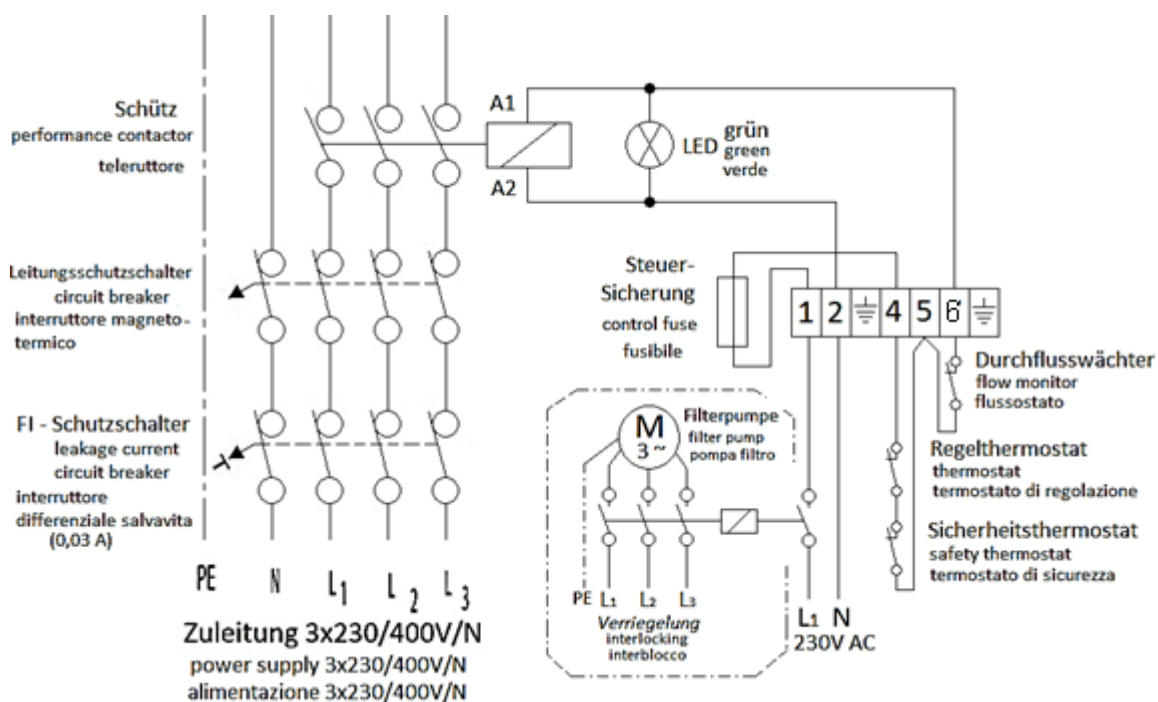 Schütz
performance contactor
teleruttore
A1
A2
LED
grün
green
verde
Leitungsschutzschalter
circuit breaker
interruttore magneto-
termico
Steuer-
Sicherung
control fuse
fusibile
1 2 4 5 6
Durchflusswächter
flow monitor
flussostato
FI - Schutzschalter
leakage current
circuit breaker
interruttore
differenziale salvavita
(0,03 A)
M
3 ~
Filterpumpe
filter pump
pompa filtro
Regelthermostat
thermostat
termostato di regolazione
Sicherheitsthermostat
safety thermostat
termostato di sicurezza
PE N L1 L2 L3
PE L1 L2 L3
Verriegelung
interlocking
interblocco
L1 N
230V AC
Zuleitung 3x230/400V/N
power supply 3x230/400V/N
alimentazione 3x230/400V/N